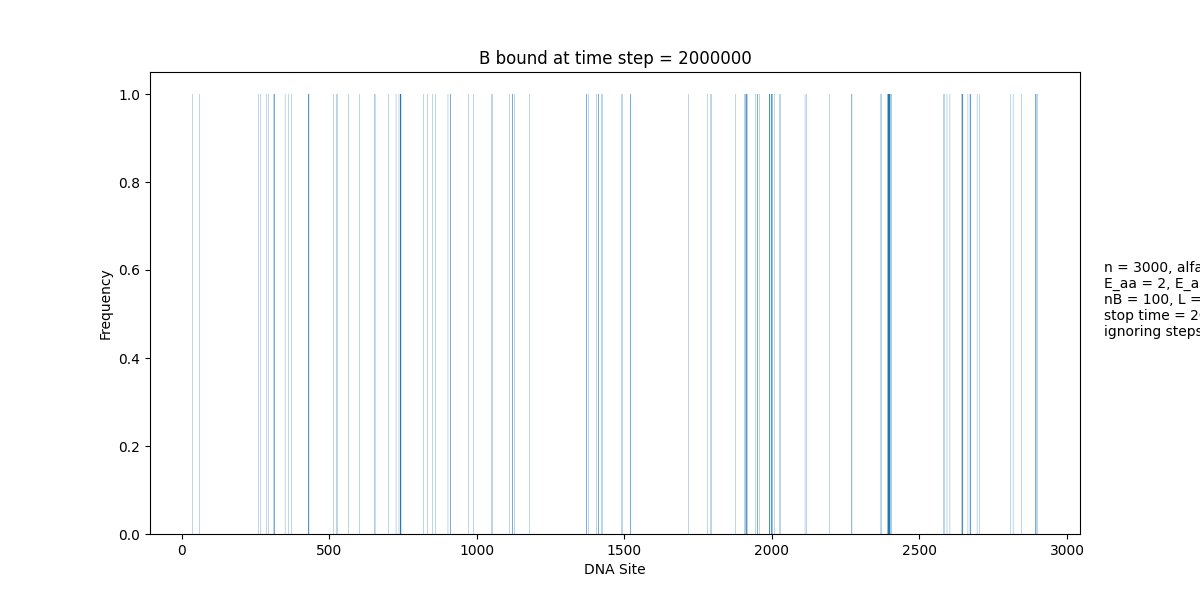 B bound at time step = 2000000
1.0
0.8
0.6
0.4
0.2
0.0
Frequency
0 500 1000 1500 2000 2500 3000
DNA Site
n = 3000, alfa
E_aa = 2, E_a
nB = 100, L =
stop time = 2
ignoring steps